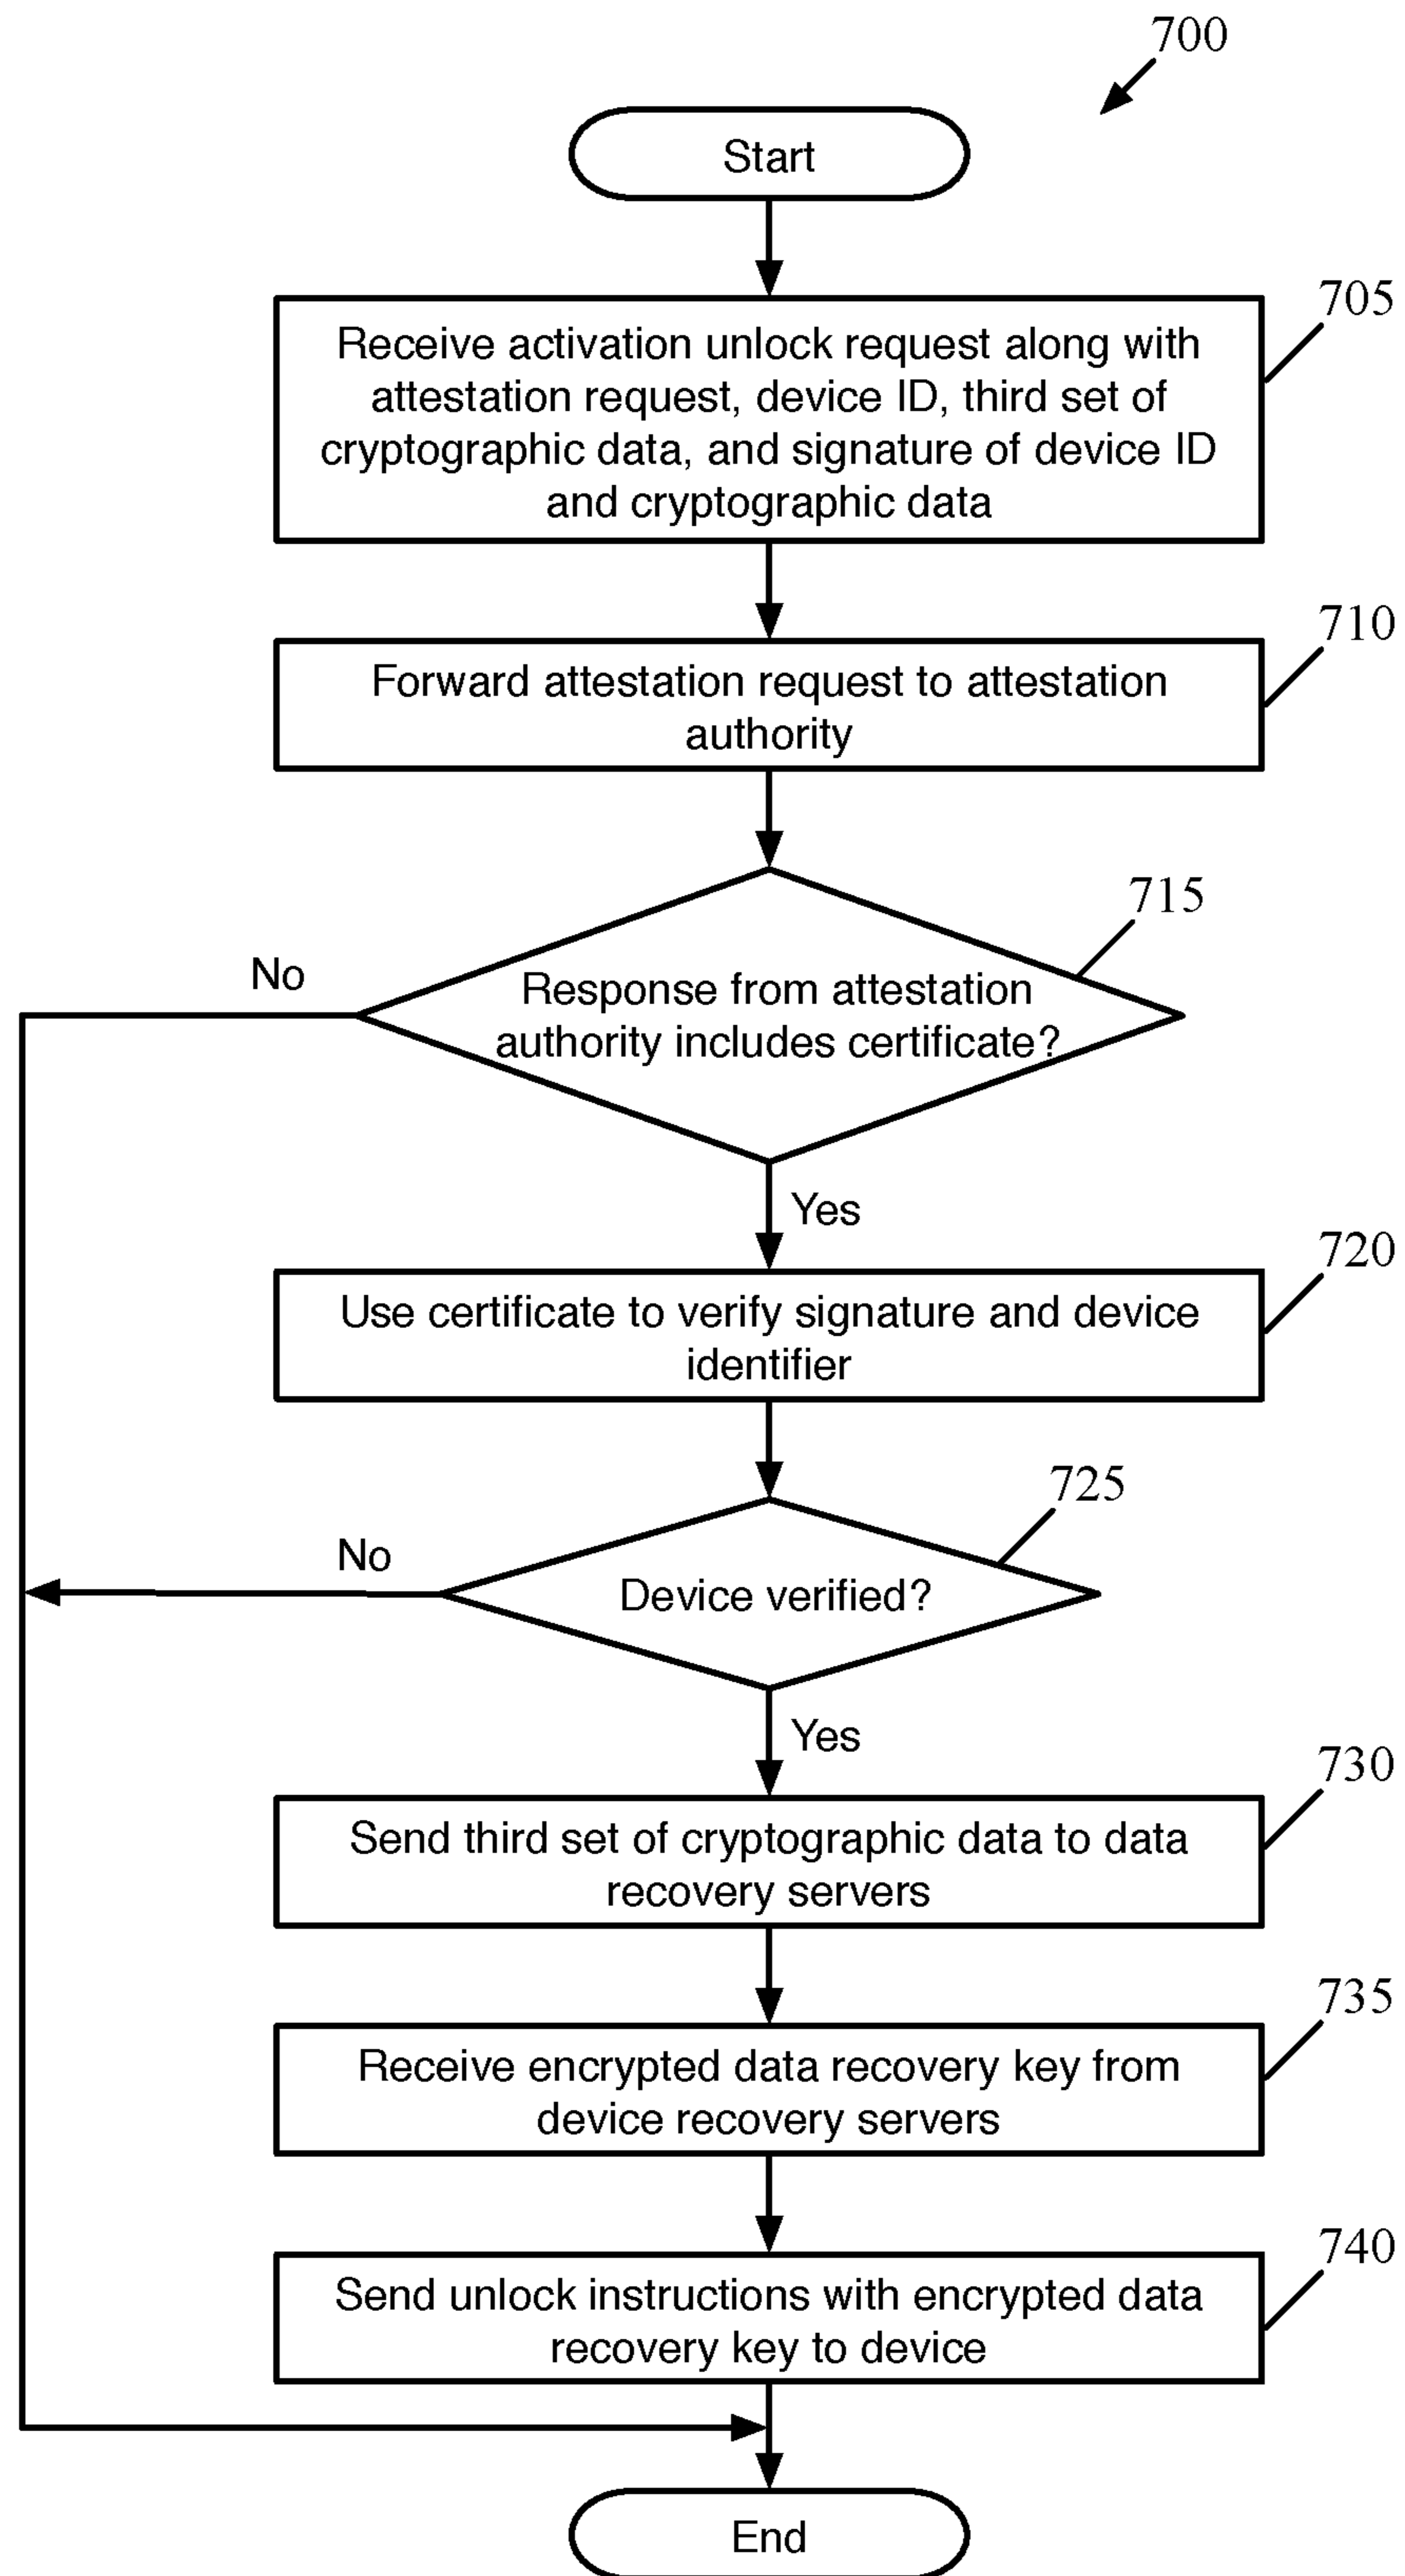 700
Start
705
Receive activation unlock request along with
attestation request, device ID, third set of
cryptographic data, and signature of device ID
and cryptographic data
710
Forward attestation request to attestation
authority
715
No
Response from attestation
authority includes certificate?
Yes
720
Use certificate to verify signature and device
identifier
725
No
Device verified?
Yes
730
Send third set of cryptographic data to data
recovery servers
735
Receive encrypted data recovery key from
device recovery servers
740
Send unlock instructions with encrypted data
recovery key to device
End